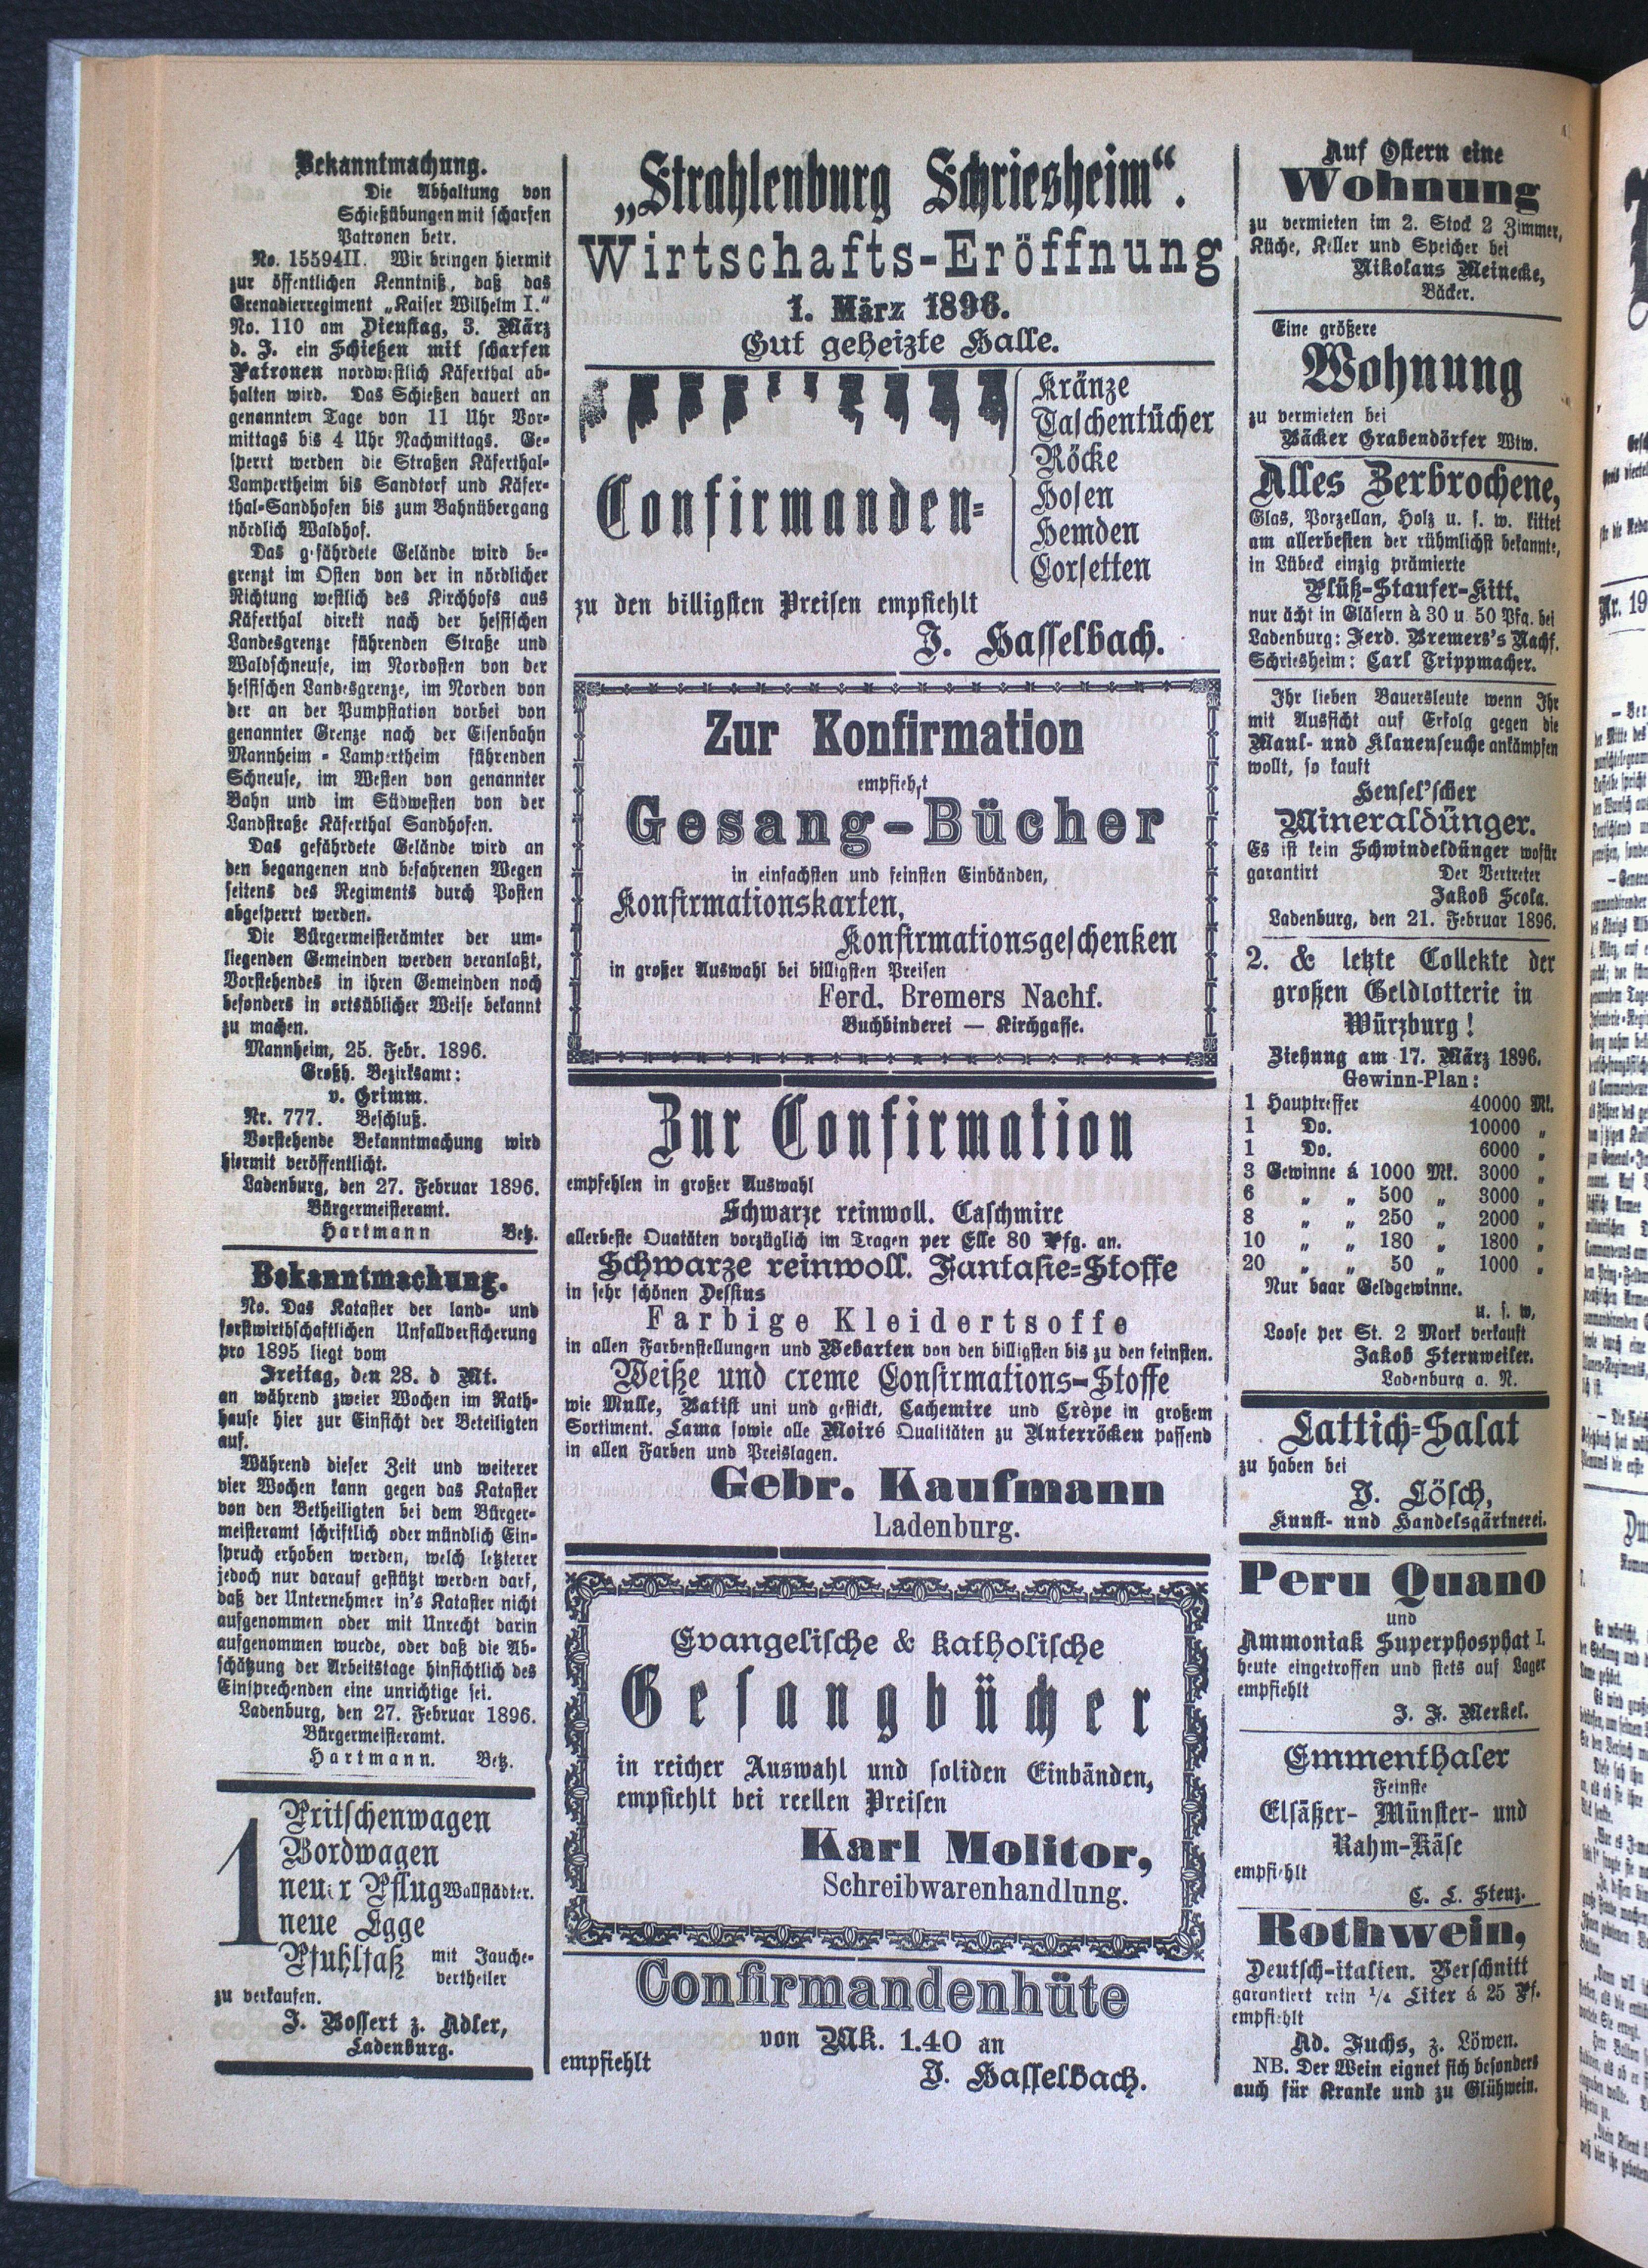 Bekanntmachung.
Die Abhaltung von
Schießübungen mit scharfen
Patronen betr.
No. 15594II. Wir bringen hiermit
zur öffentlichen Kenntniß, daß das
Grenadierregiment „Kaiser Wilhelm I.“
No. 110 am Dienstag, 3. März
d. J. ein Schießen mit scharfen
Patronen nordwestlich Käferthal ab-
halten wird. Das Schießen dauert an
genanntem Tage von 11 Uhr Vor-
mittags bis 4 Uhr Nachmittags. Ge-
sperrt werden die Straßen Käferthal-
Lampertheim bis Sandtorf und Käfer-
thal-Sandhofen bis zum Bahnübergang
nördlich Waldhof.
Das gefährdete Gelände wird be-
grenzt im Osten von der in nördlicher
Richtung westlich des Kirchhofs aus
Käferthal direkt nach der hessischen
Landesgrenze führenden Straße und
Waldschneuse, im Nordosten von der
hessischen Landesgrenze, im Norden von
der an der Pumpstation vorbei von
genannter Grenze nach der Eisenbahn
Mannheim - Lampertheim führenden
Schneuse, im Westen von genannter
Bahn und im Südwesten von der
Landstraße Käferthal Sandhofen.
Das gefährdete Gelände wird an
den begangenen und befahrenen Wegen
seitens des Regiments durch Posten
abgesperrt werden.
Die Bürgermeisterämter der um-
liegenden Gemeinden werden veranlaßt,
Vorstehendes in ihren Gemeinden noch
besonders in ortsüblicher Weise bekannt
zu machen.
Mannheim, 25. Febr. 1896.
Großh. Bezirksamt:
v. Grimm.
Nr. 777. Beschluß.
Vorstehende Bekanntmachung wird
hiermit veröffentlicht.
Ladenburg, den 27. Februar 1896.
Bürgermeisteramt.
Hartmann Betz.
Bekanntmachung.
No. Das Kataster der land- und
forstwirthschaftlichen Unfallversicherung
pro 1895 liegt vom
Freitag, den 28. d Mt.
an während zweier Wochen im Rath-
hause hier zur Einsicht der Beteiligten
auf.
Während dieser Zeit und weiterer
vier Wochen kann gegen das Kataster
von den Betheiligten bei dem Bürger-
meisteramt schriftlich oder mündlich Ein-
spruch erhoben werden, welch letzterer
jedoch nur darauf gestützt werden darf,
daß der Unternehmer in's Kataster nicht
aufgenommen oder mit Unrecht darin
aufgenommen wurde, oder daß die Ab-
schätzung der Arbeitstage hinsichtlich des
Einsprechenden eine unrichtige sei.
Ladenburg, den 27. Februar 1896.
Bürgermeisteramt.
Hartmann. Betz.
1 Pritschenwagen
Bordwagen
neuer Pflug Wallstädter.
neue Egge
Pfuhlfaß mit Jauche-
vertheiler
zu verkaufen.
J. Bossert z. Adler,
Ladenburg.
„Strahlenburg Schriesheim“.
Wirtschafts-Eröffnung
1. März 1896.
Gut geheizte Halle.
Confirmanden-
Kränze
Taschentücher
Röcke
Hosen
Hemden
Corsetten
zu den billigsten Preisen empfiehlt
J. Hasselbach.
Zur Konfirmation
empfiehlt
Gesang-Bücher
in einfachsten und feinsten Einbänden,
Konfirmationskarten,
Konfirmationsgeschenken
in großer Auswahl bei billigsten Preisen
Ferd. Bremers Nachf.
Buchbinderei — Kirchgasse.
Zur Confirmation
empfehlen in großer Auswahl
Schwarze reinwoll. Caschmire
allerbeste Quatäten vorzüglich im Tragen per Elle 80 Pfg. an.
Schwarze reinwoll. Fantasie-Stoffe
in sehr schönen Dessins
Farbige Kleidertsoffe
in allen Farbenstellungen und Webarten von den billigsten bis zu den feinsten.
Weiße und creme Confirmations-Stoffe
wie Mulle, Batist uni und gestickt, Cachemire und Crèpe in großem
Sortiment. Lama sowie alle Moiré Qualitäten zu Unterröcken passend
in allen Farben und Preislagen.
Gebr. Kaufmann
Ladenburg.
Evangelische & katholische
Gesangbücher
in reicher Auswahl und soliden Einbänden,
empfiehlt bei reellen Preisen
Karl Molitor,
Schreibwarenhandlung.
Confirmandenhüte
von Mk. 1.40 an
empfiehlt
J. Hasselbach.
Auf Ostern eine
Wohnung
zu vermieten im 2. Stock 2 Zimmer,
Küche, Keller und Speicher bei
Nikolaus Meinecke,
Bäcker.
Eine größere
Wohnung
zu vermieten bei
Bäcker Grabendörfer Wtw.
Alles Zerbrochene,
Glas, Porzellan, Holz u. s. w. kittet
am allerbesten der rühmlichst bekannte,
in Lübeck einzig prämierte
Plüß-Staufer-Kitt.
nur ächt in Gläsern à 30 u 50 Pfg. bei
Ladenburg: Ferd. Bremers's Nachf.
Schriesheim: Carl Trippmacher.
Ihr lieben Bauersleute wenn Ihr
mit Aussicht auf Erfolg gegen die
Maul- und Klauenseuche ankämpfen
wollt, so kauft
Hensel'scher
Mineraldünger.
Es ist kein Schwindeldünger wofür
garantirt Der Vertreter
Jakob Scola.
Ladenburg, den 21. Februar 1896.
2. & letzte Collekte der
großen Geldlotterie in
Würzburg!
Ziehung am 17. März 1896.
Gewinn-Plan:
1 Haupttreffer 40000 Mk.
1 Do. 10000 „
1 Do. 6000 „
3 Gewinne á 1000 Mk. 3000 „
6 „ „ 500 „ 3000 „
8 „ „ 250 „ 2000 „
10 „ „ 180 „ 1800 „
20 „ „ 50 „ 1000 „
Nur baar Geldgewinne.
u. s. w,
Loose per St. 2 Mark verkauft
Jakob Sternweiler.
Ladenburg a. N.
Lattich-Salat
zu haben bei
J. Lösch,
Kunst- und Handelsgärtnerei.
Peru Quano
und
Ammoniak Superphosphat I.
heute eingetroffen und stets auf Lager
empfiehlt
J. F. Merkel.
Emmenthaler
Feinste
Elsäßer- Münster- und
Rahm-Käse
empfiehlt
C. L. Stenz.
Rothwein,
Deutsch-italien. Verschnitt
garantiert rein ¼ Liter á 25 Pf.
empfiehlt
Ad. Fuchs, z. Löwen.
NB. Der Wein eignet sich besonders
auch für Kranke und zu Glühwein.